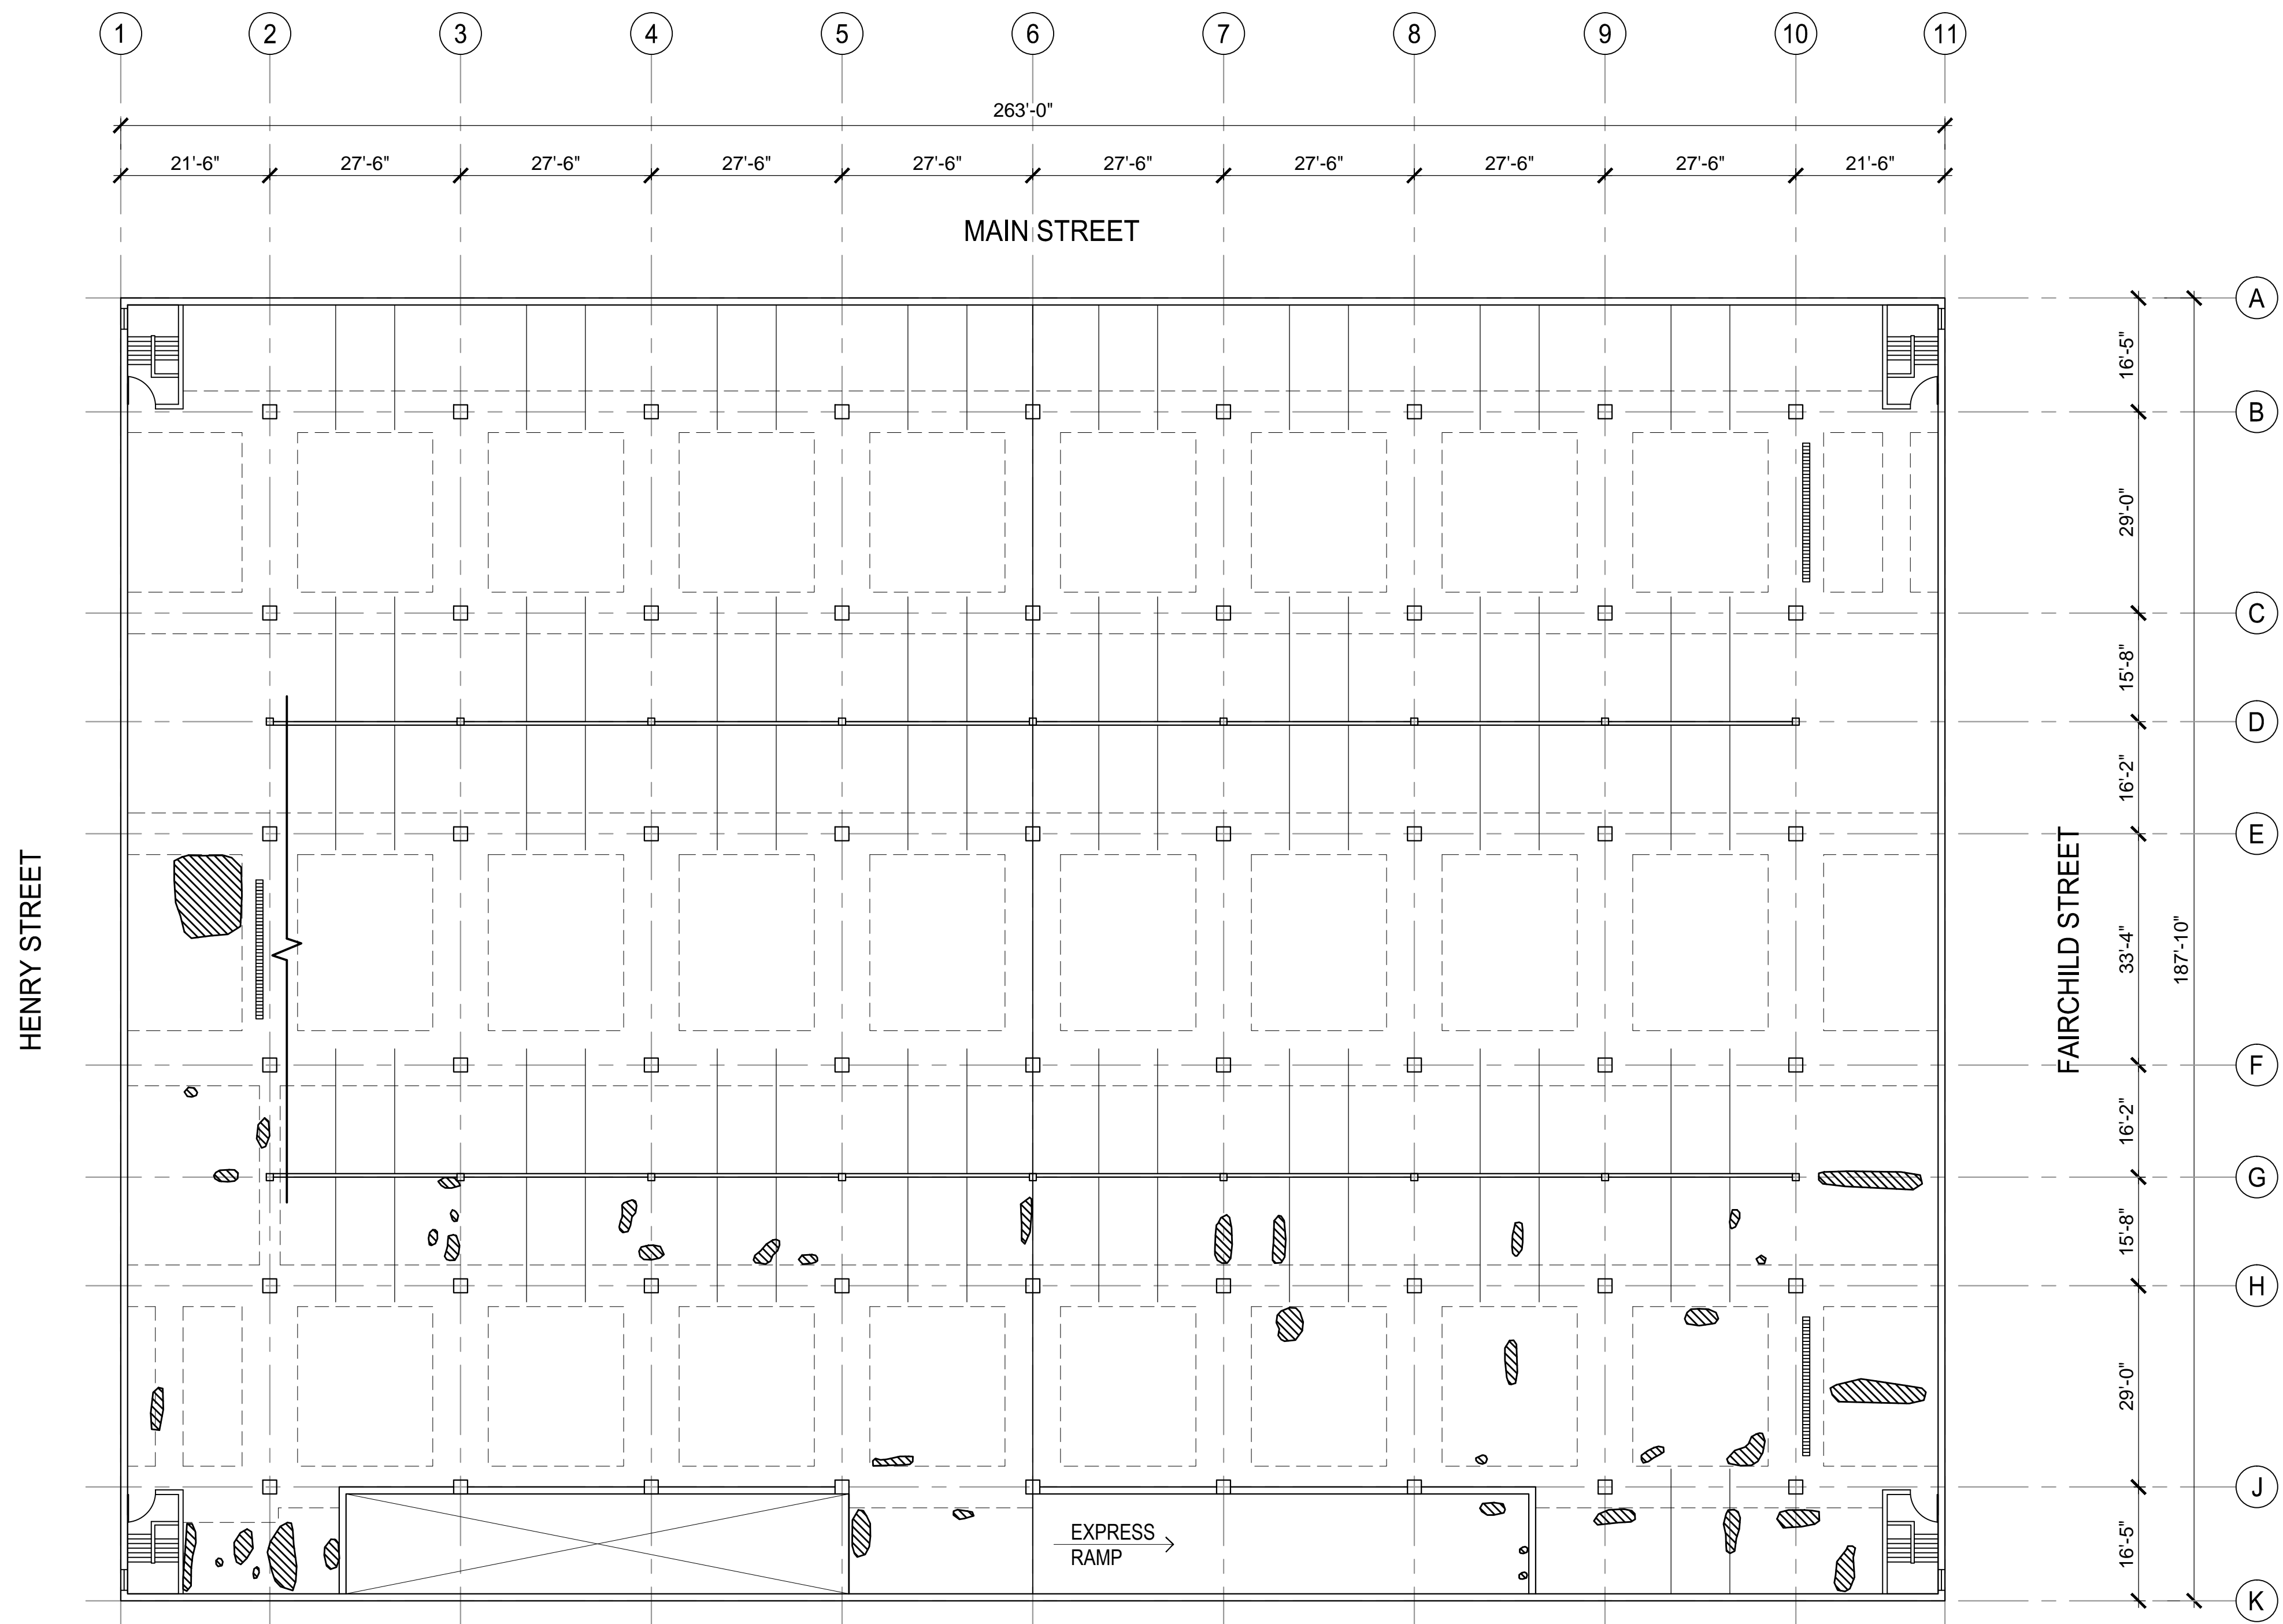 1 2 3 4 5 6 7 8 9 10 11
263'-0"
21'-6" 27'-6" 27'-6" 27'-6" 27'-6" 27'-6" 27'-6" 27'-6" 27'-6" 21'-6"
MAIN STREET
A
16'-5"
B
29'-0"
C
15'-8"
D
16'-2"
E
HENRY STREET
FAIRCHILD STREET
33'-4"
187'-10"
F
16'-2"
G
15'-8"
H
29'-0"
J
EXPRESS
RAMP
16'-5"
K